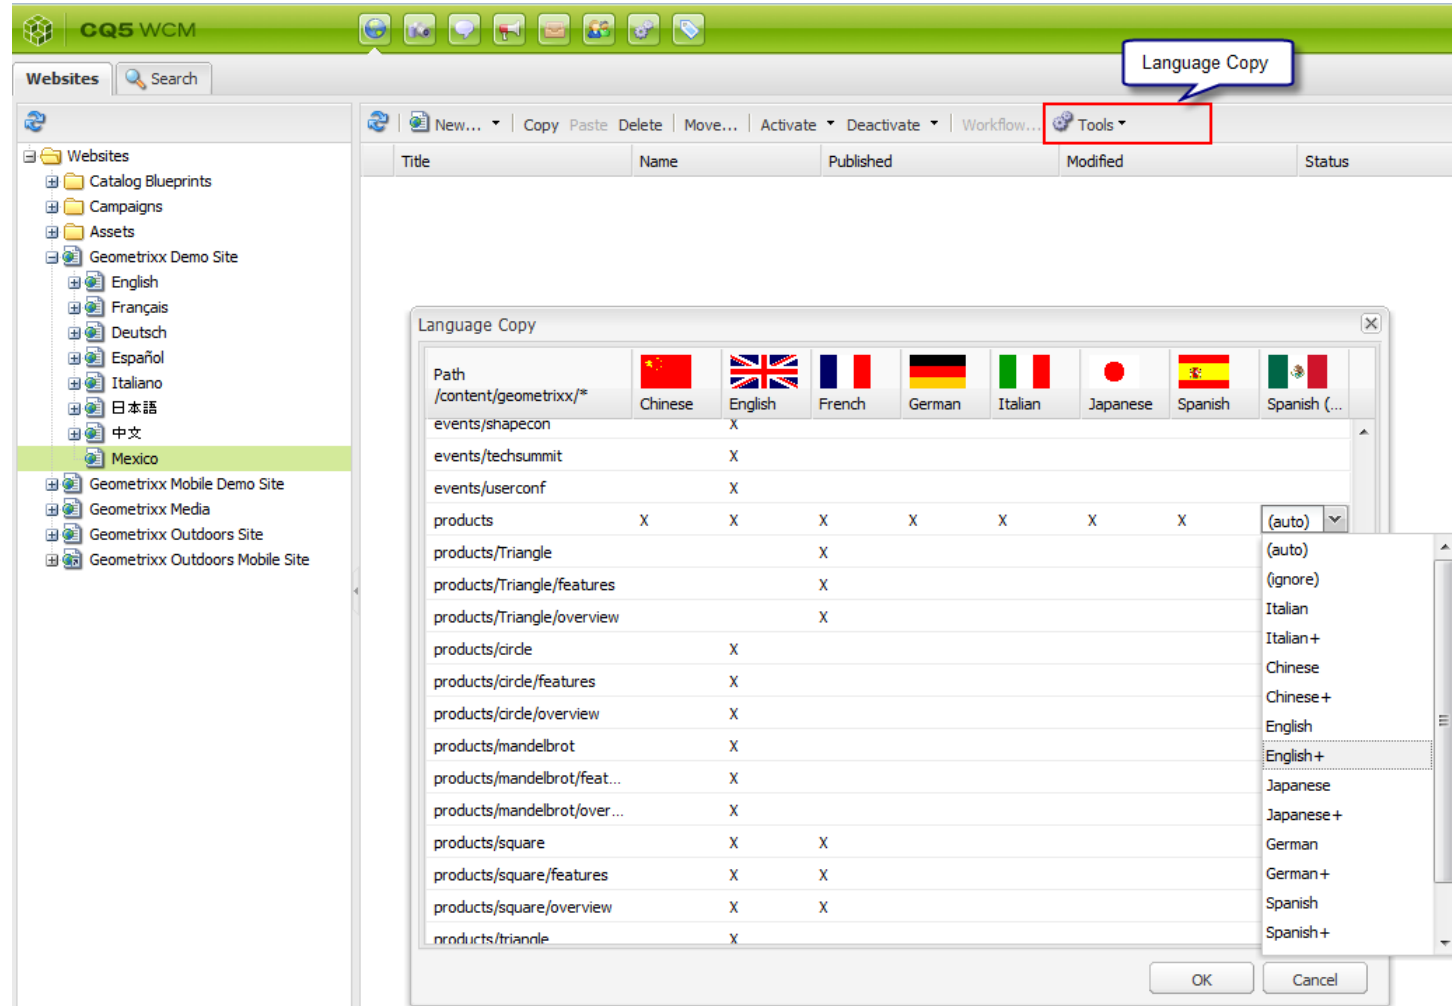 CQ5 WCM
Language Copy
Websites
Search
New...
Copy
Paste
Delete
Move...
Activate
Deactivate
Workflow...
Tools
Title
Name
Published
Modified
Status
Websites
Catalog Blueprints
Campaigns
Assets
Geometrixx Demo Site
English
Français
Deutsch
Español
Italiano
日本語
中文
Mexico
Geometrixx Mobile Demo Site
Geometrixx Media
Geometrixx Outdoors Site
Geometrixx Outdoors Mobile Site
Language Copy
Path
/content/geometrixx/*
Chinese
English
French
German
Italian
Japanese
Spanish
Spanish (...
events/shapecon X
events/techsummit X
events/userconf X
products X X X X X X X
products/Triangle X
products/Triangle/features X
products/Triangle/overview X
products/circle X
products/circle/features X
products/circle/overview X
products/mandelbrot X
products/mandelbrot/feat... X
products/mandelbrot/over... X
products/square X X
products/square/features X X
products/square/overview X X
products/triangle X
(auto)
(auto)
(ignore)
Italian
Italian+
Chinese
Chinese+
English
English+
Japanese
Japanese+
German
German+
Spanish
Spanish+
OK
Cancel